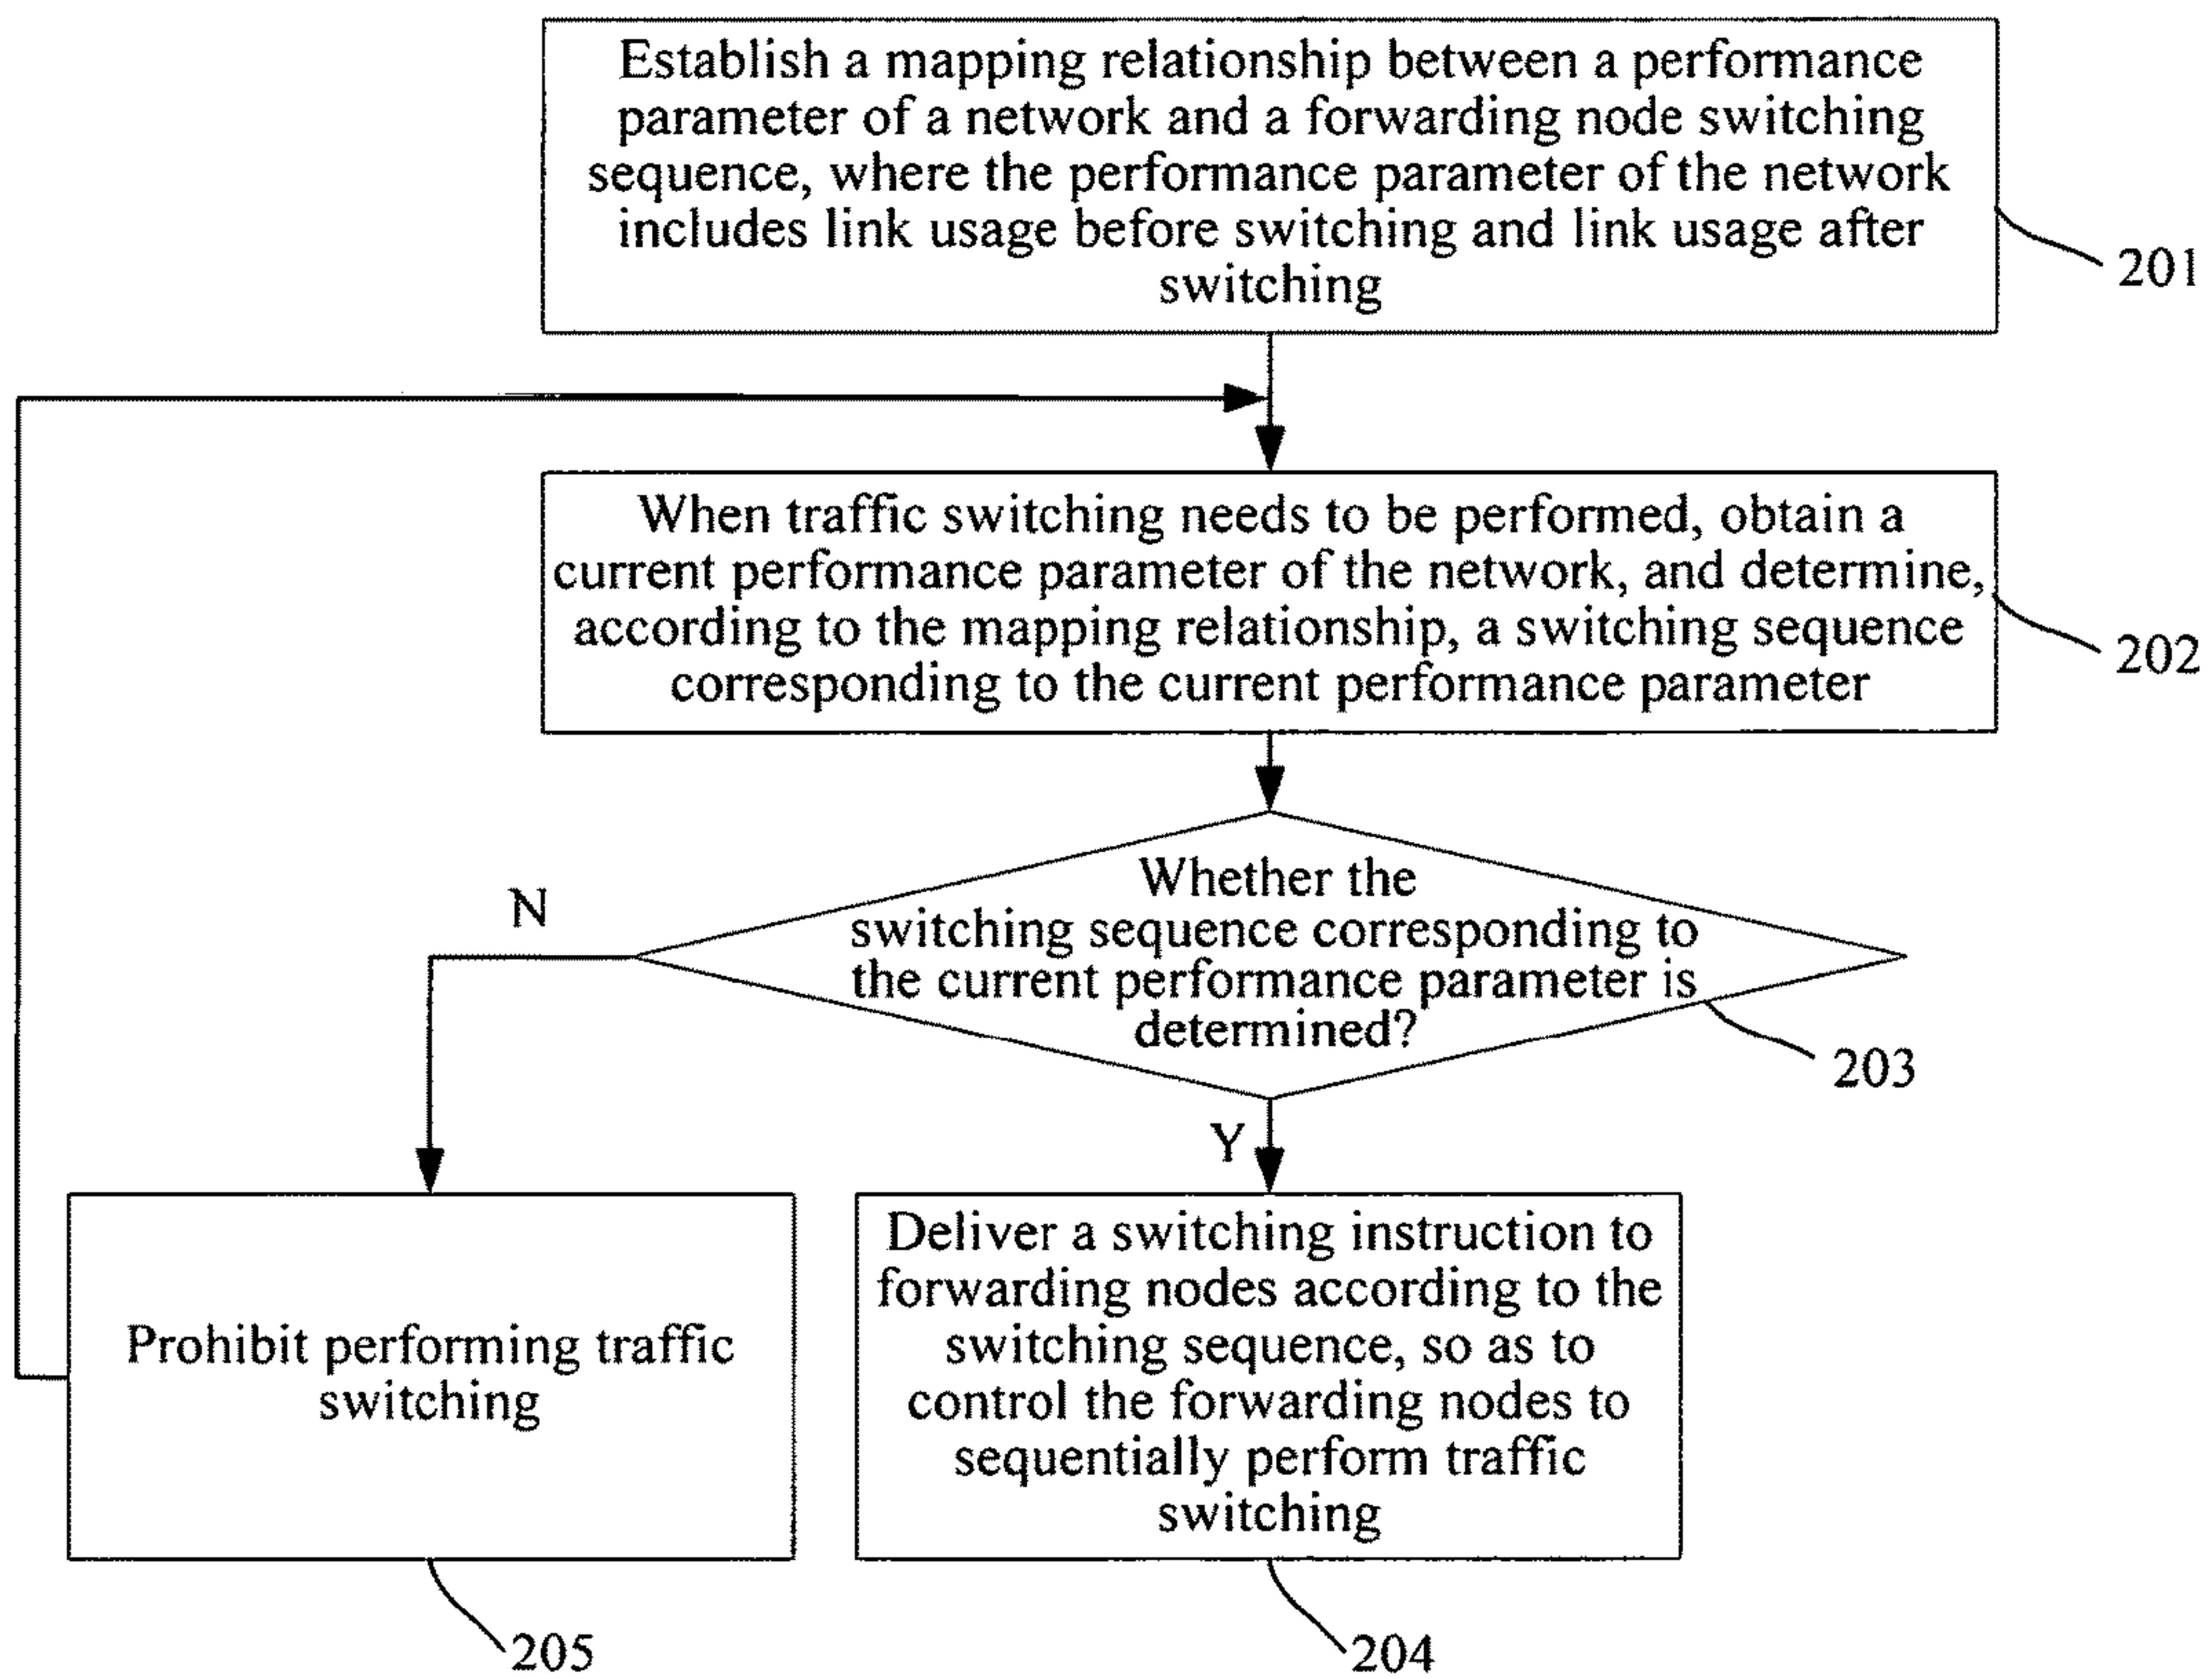 Establish a mapping relationship between a performance
parameter of a network and a forwarding node switching
sequence, where the performance parameter of the network
includes link usage before switching and link usage after
switching
201
When traffic switching needs to be performed, obtain a
current performance parameter of the network, and determine,
according to the mapping relationship, a switching sequence
corresponding to the current performance parameter
202
Whether the
switching sequence corresponding to
the current performance parameter is
determined?
203
N
Y
Prohibit performing traffic
switching
205
Deliver a switching instruction to
forwarding nodes according to the
switching sequence, so as to
control the forwarding nodes to
sequentially perform traffic
switching
204